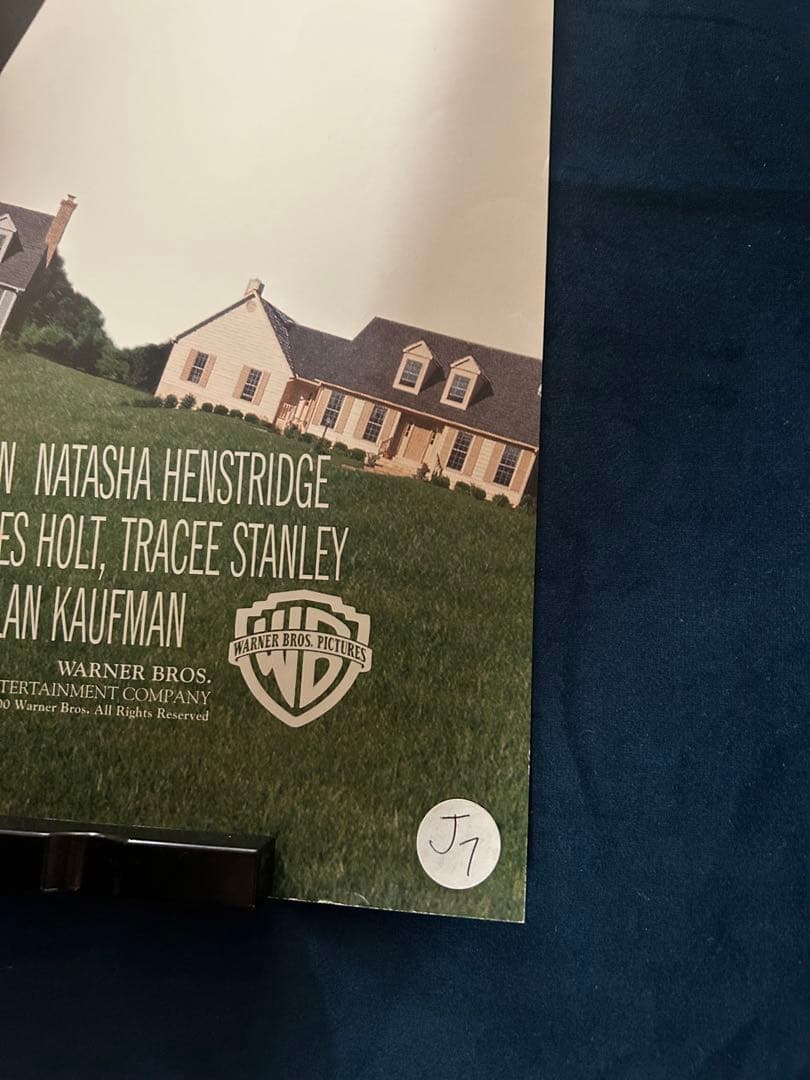 N NATASHA HENSTRIDGE
ES HOLT, TRACEE STANLEY
LAN KAUFMAN
WARNER BROS. PICTURES
WB
WARNER BROS.
TERTAINMENT COMPANY
00 Warner Bros. All Rights Reserved
J7